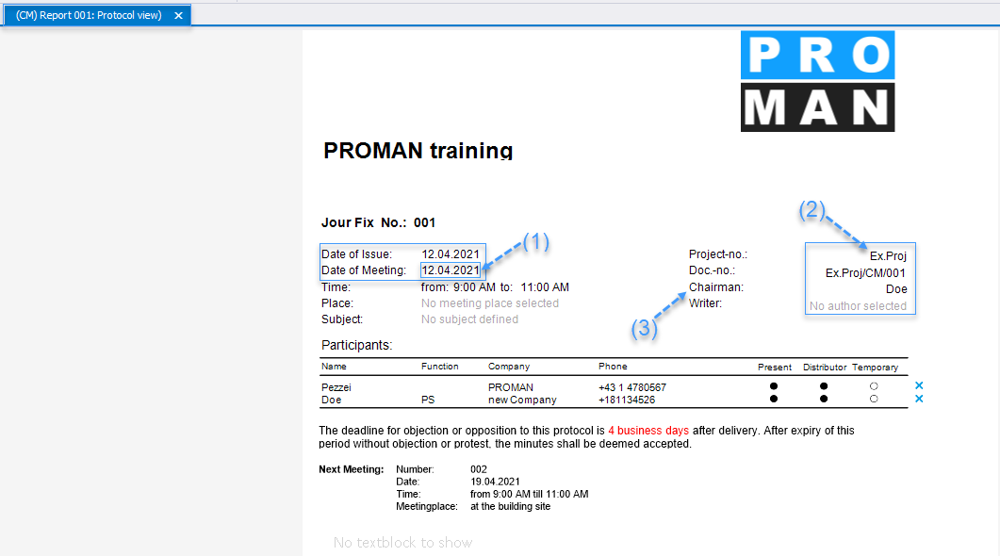 (CM) Report 001: Protocol view) ✕
PRO
MAN
PROMAN training
Jour Fix No.: 001
(1)
(2)
Date of Issue: 12.04.2021 Project-no.: Ex.Proj
Date of Meeting: 12.04.2021 Doc.-no.: Ex.Proj/CM/001
Time: from: 9:00 AM to: 11:00 AM Chairman: Doe
Place: No meeting place selected Writer: No author selected
Subject: No subject defined
(3)
Participants:
Name Function Company Phone Present Distributor Temporary
Pezzei PROMAN +43 1 4780567 ● ● ○ ✕
Doe PS new Company +181134526 ● ● ○ ✕
The deadline for objection or opposition to this protocol is 4 business days after delivery. After expiry of this
period without objection or protest, the minutes shall be deemed accepted.
Next Meeting: Number: 002
Date: 19.04.2021
Time: from 9:00 AM till 11:00 AM
Meetingplace: at the building site
No textblock to show